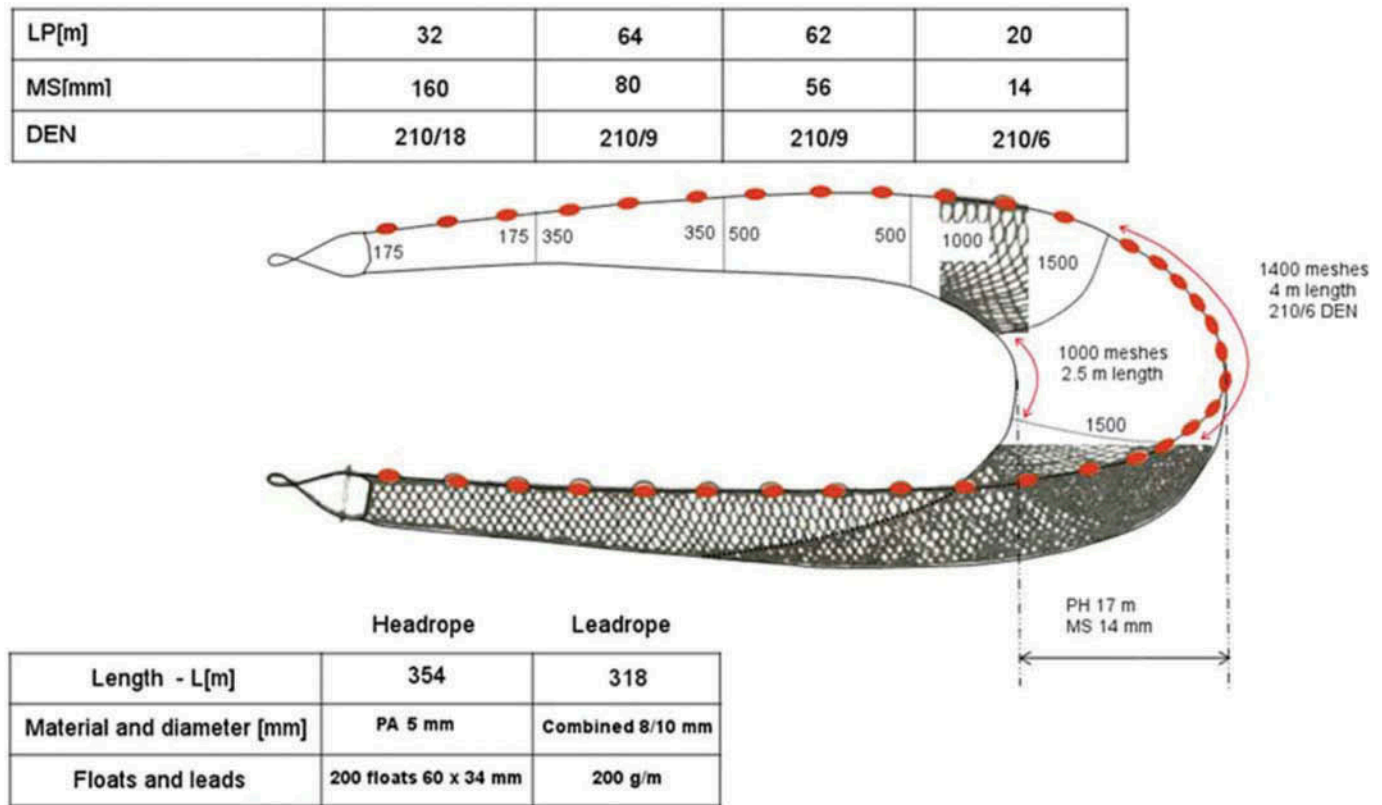 LP[m] 32 64 62 20
MS[mm] 160 80 56 14
DEN 210/18 210/9 210/9 210/6
175 175 350 350 500 500 1000 1500
1400 meshes
4 m length
210/6 DEN
1000 meshes
2.5 m length
1500
PH 17 m
MS 14 mm
Headrope Leadrope
Length - L[m] 354 318
Material and diameter [mm] PA 5 mm Combined 8/10 mm
Floats and leads 200 floats 60 x 34 mm 200 g/m